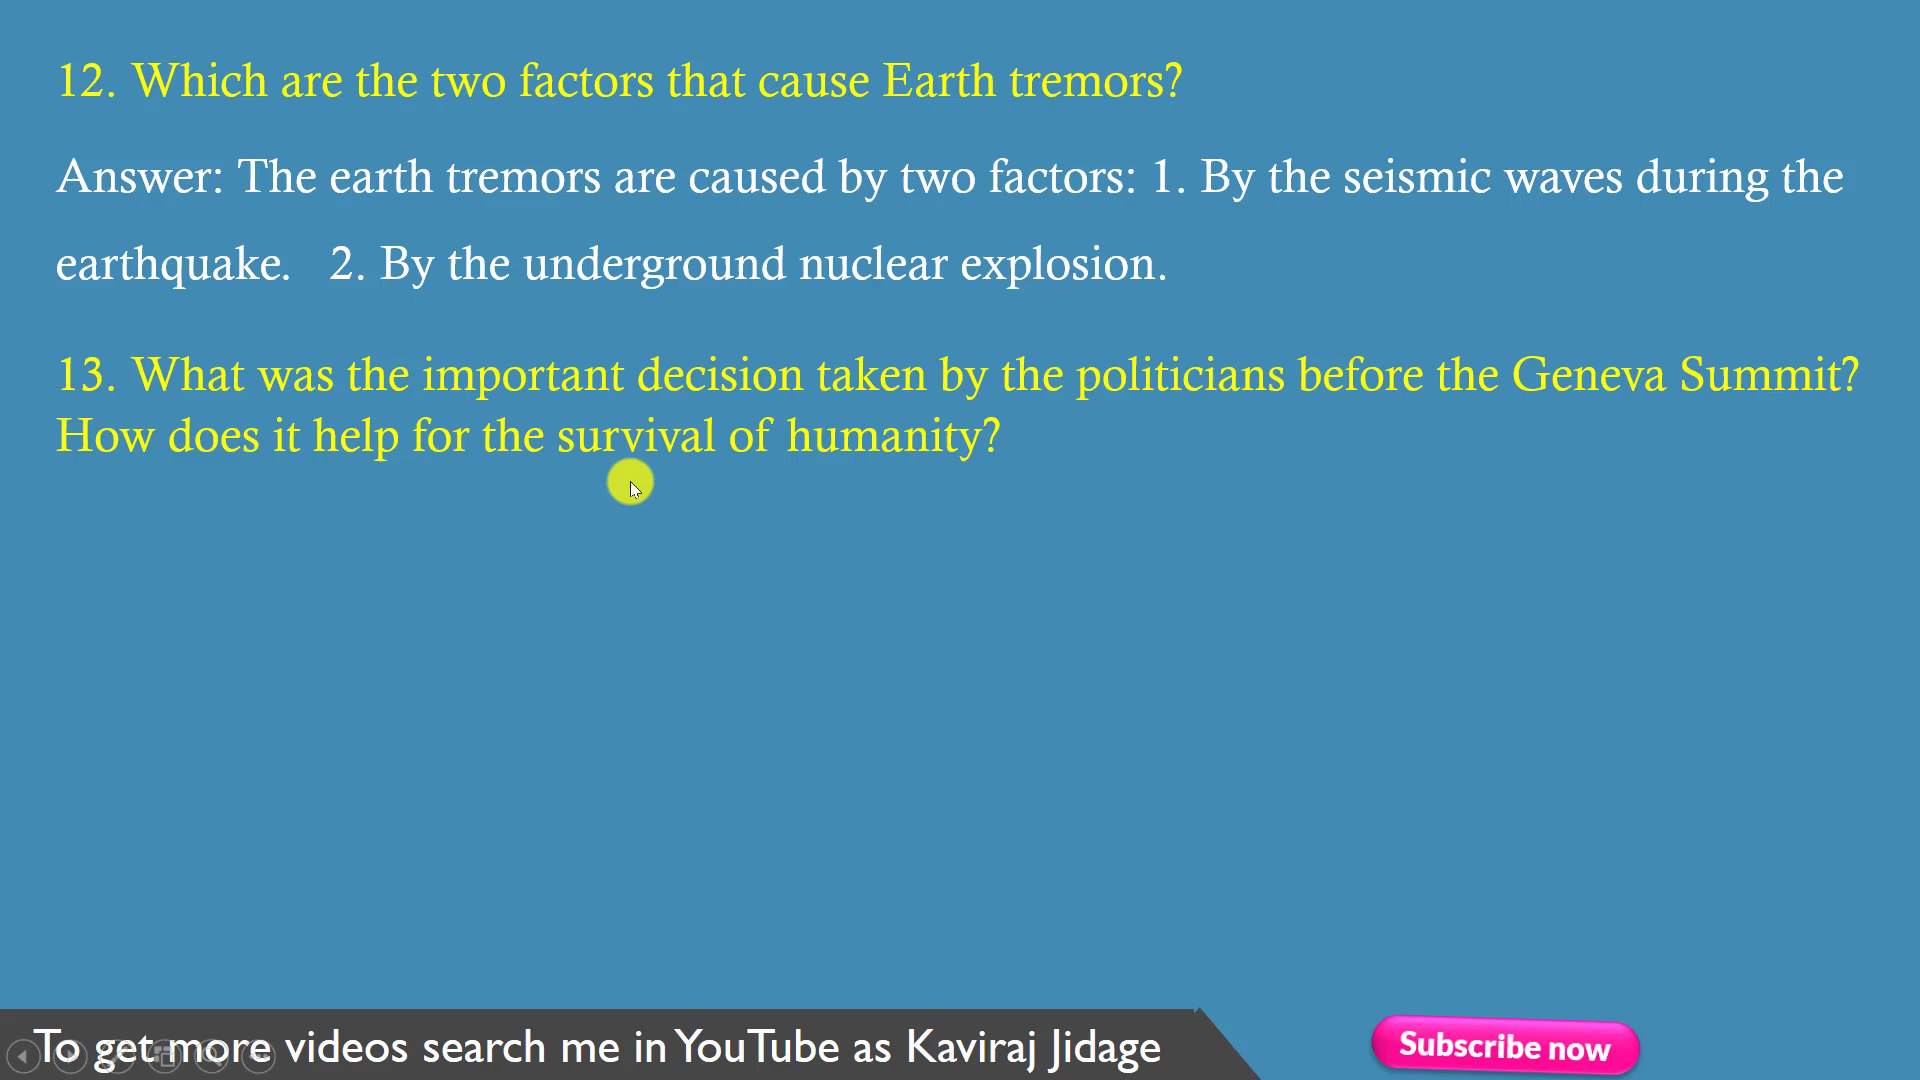 12. Which are the two factors that cause Earth tremors?
Answer: The earth tremors are caused by two factors: 1. By the seismic waves during the
earthquake. 2. By the underground nuclear explosion.
13. What was the important decision taken by the politicians before the Geneva Summit?
How does it help for the survival of humanity?
To get more videos search me in YouTube as Kaviraj Jidage
Subscribe now